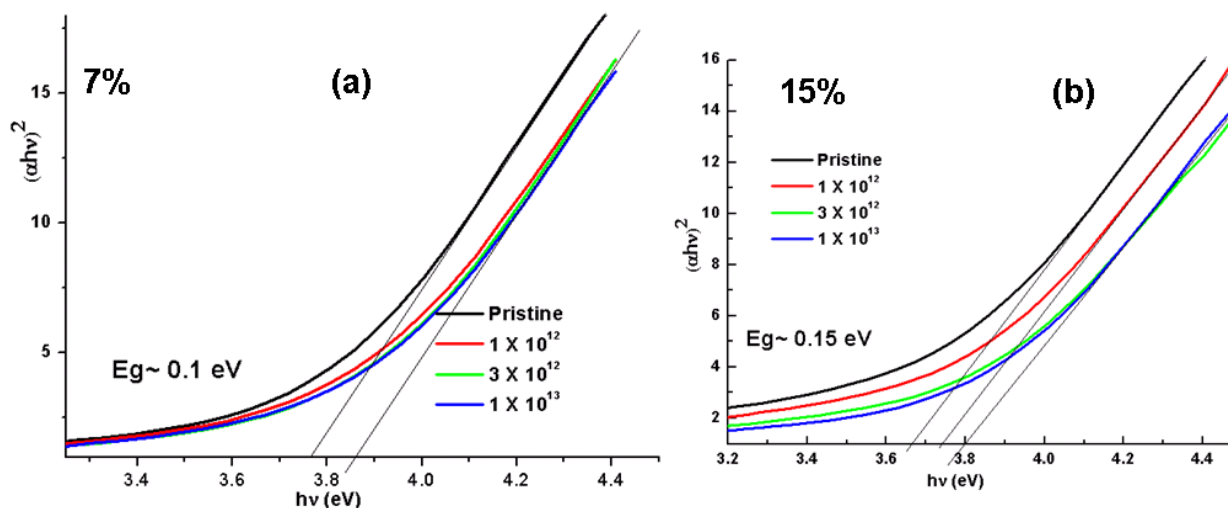 7%
(a)
(αhν)²
15
10
5
3.4 3.6 3.8 4.0 4.2 4.4
hν (eV)
Pristine
1 X 10¹²
3 X 10¹²
1 X 10¹³
Eg~ 0.1 eV
15%
(b)
(αhν)²
16
14
12
10
8
6
4
2
3.2 3.4 3.6 3.8 4.0 4.2 4.4
hν (eV)
Pristine
1 X 10¹²
3 X 10¹²
1 X 10¹³
Eg~ 0.15 eV